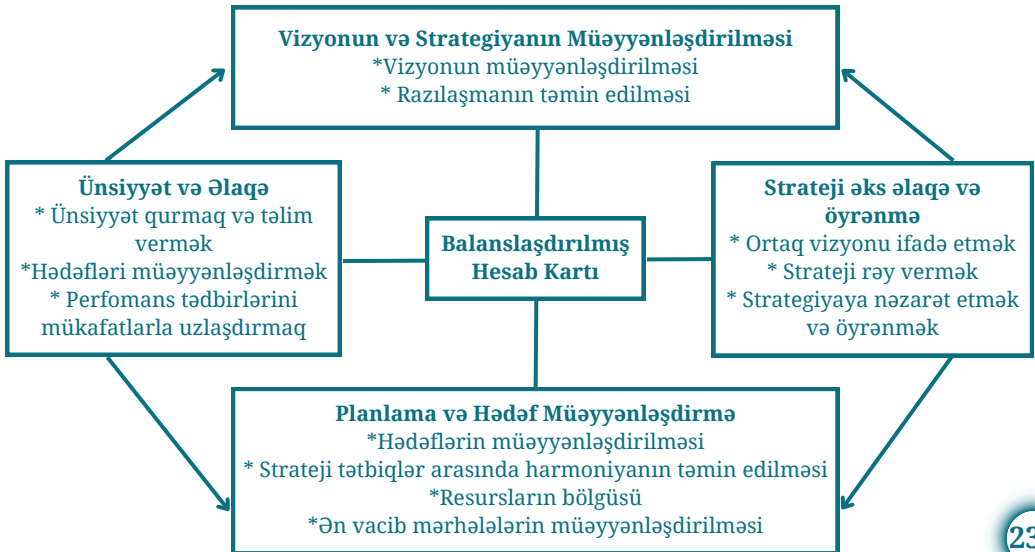 Vizyonun və Strategiyanın Müəyyənləşdirilməsi
*Vizyonun müəyyənləşdirilməsi
* Razılaşmanın təmin edilməsi
Ünsiyyət və Əlaqə
* Ünsiyyət qurmaq və təlim
vermək
*Hədəfləri müəyyənləşdirmək
* Perfomans tədbirlərini
mükafatlarla uzlaşdırmaq
Balanslaşdırılmış
Hesab Kartı
Strateji əks əlaqə və
öyrənmə
* Ortaq vizyonu ifadə etmək
* Strateji rəy vermək
* Strategiyaya nəzarət etmək
və öyrənmək
Planlama və Hədəf Müəyyənləşdirmə
*Hədəflərin müəyyənləşdirilməsi
* Strateji tətbiqlər arasında harmoniyanın təmin edilməsi
*Resursların bölgüsü
*Ən vacib mərhələlərin müəyyənləşdirilməsi
23